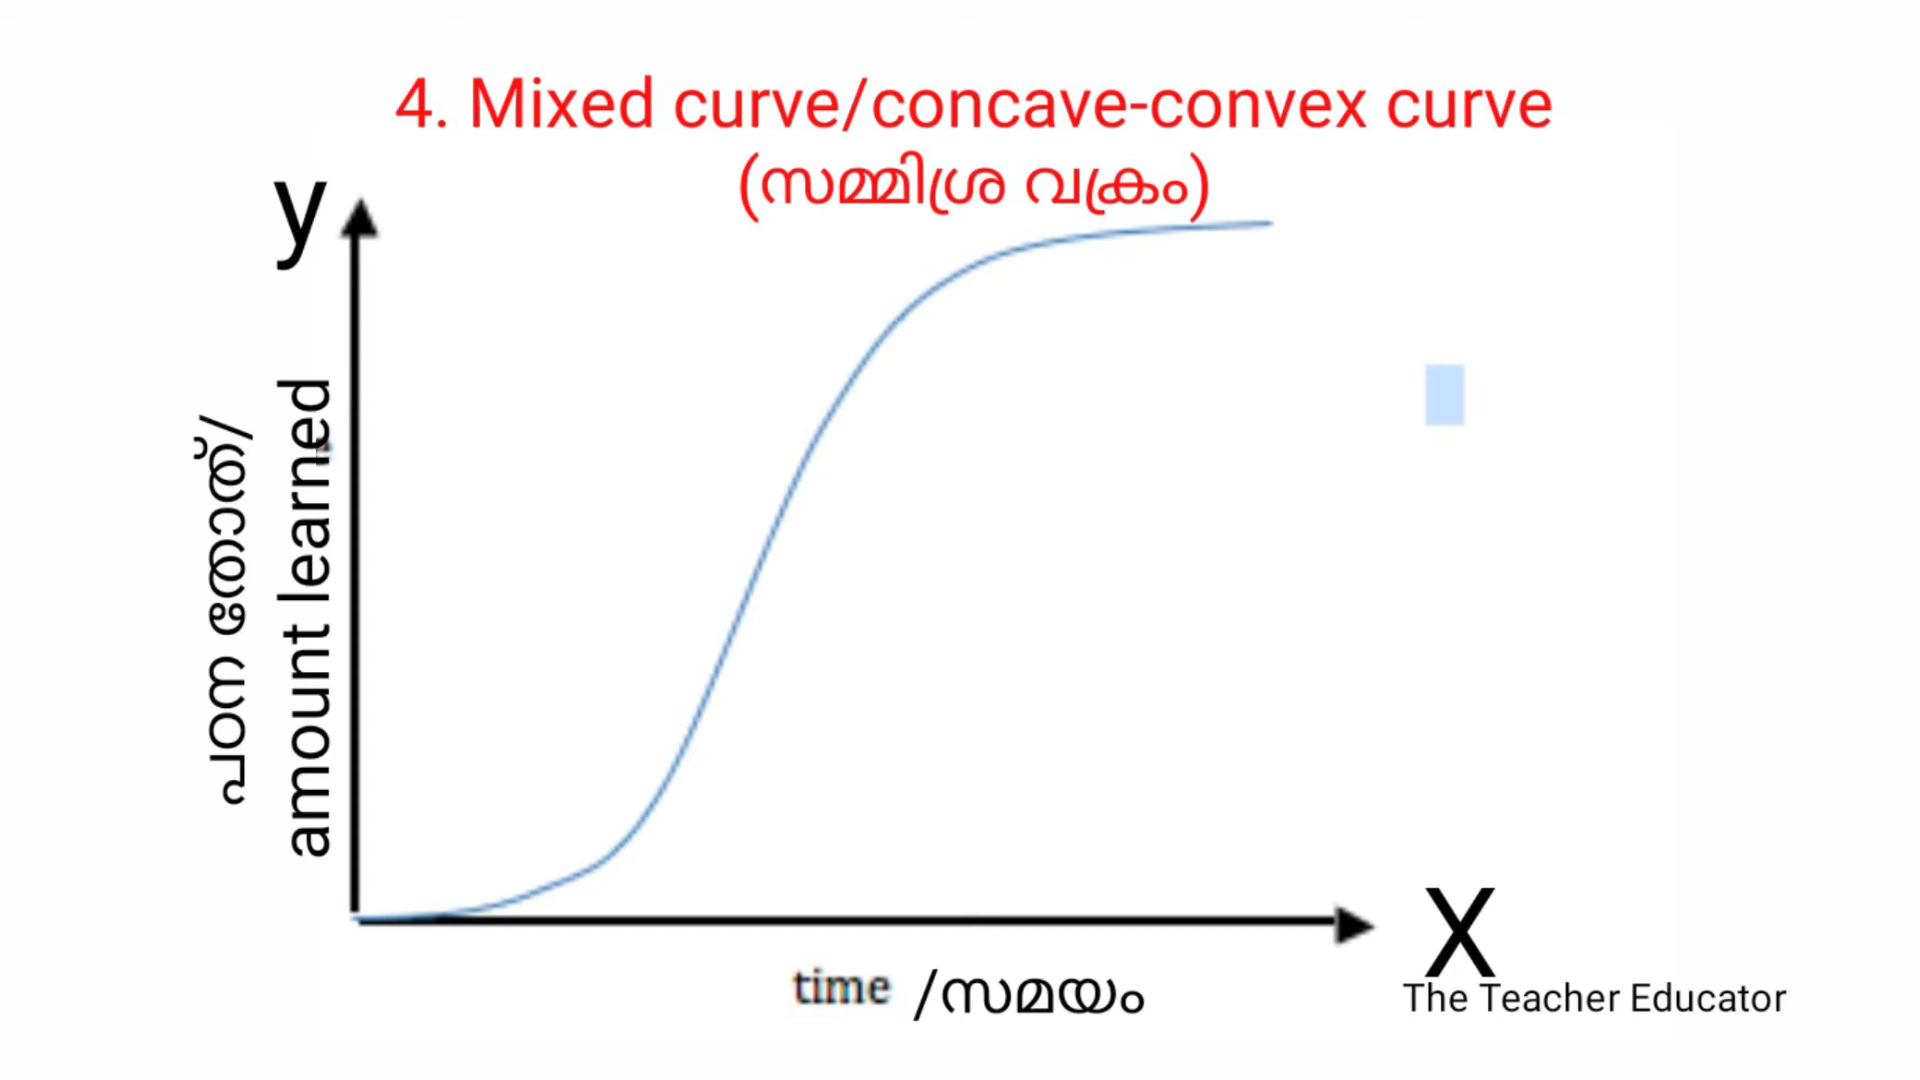 4. Mixed curve/concave-convex curve
(സമ്മിശ്ര വക്രം)
y
പഠന തോത്/
amount learned
X
time /സമയം
The Teacher Educator